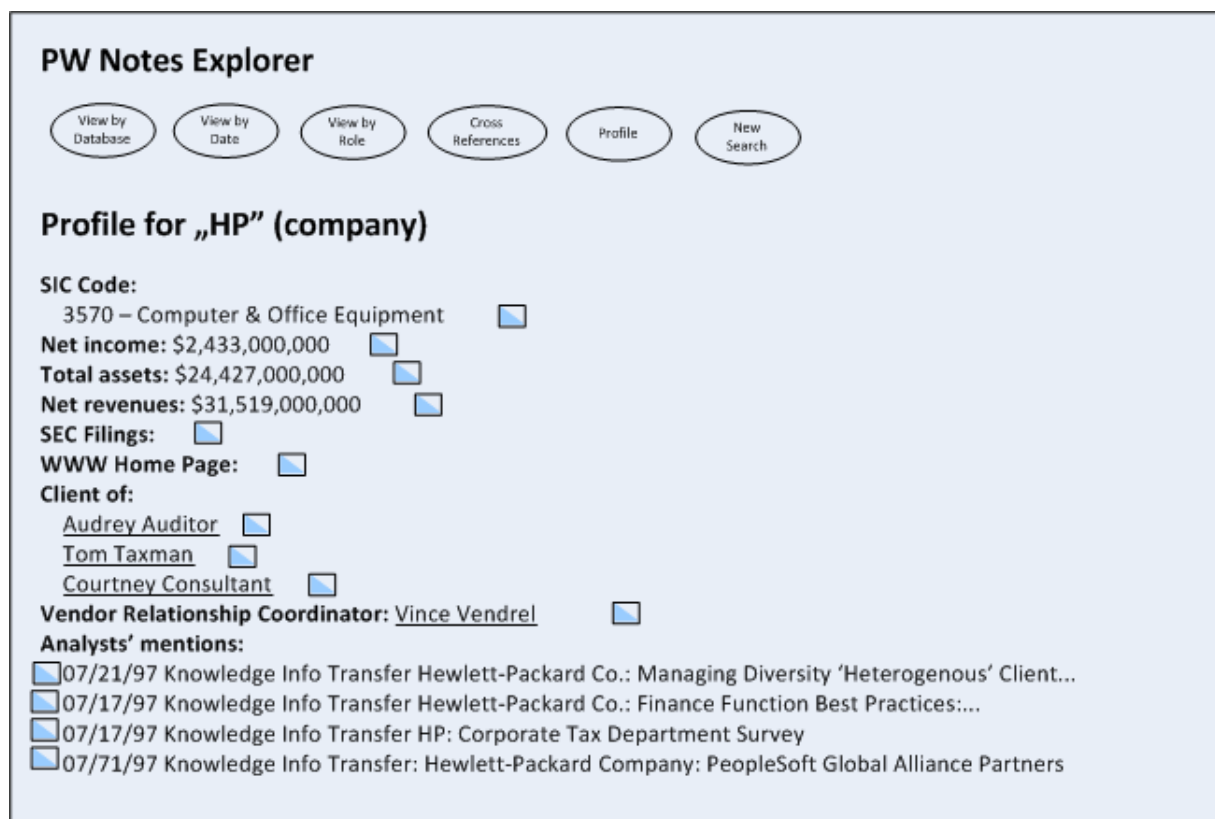 PW Notes Explorer
View by
Database
View by
Date
View by
Role
Cross
References
Profile
New
Search
Profile for „HP” (company)
SIC Code:
3570 – Computer & Office Equipment
Net income: $2,433,000,000
Total assets: $24,427,000,000
Net revenues: $31,519,000,000
SEC Filings:
WWW Home Page:
Client of:
Audrey Auditor
Tom Taxman
Courtney Consultant
Vendor Relationship Coordinator: Vince Vendrel
Analysts’ mentions:
07/21/97 Knowledge Info Transfer Hewlett-Packard Co.: Managing Diversity ‘Heterogenous’ Client...
07/17/97 Knowledge Info Transfer Hewlett-Packard Co.: Finance Function Best Practices:...
07/17/97 Knowledge Info Transfer HP: Corporate Tax Department Survey
07/71/97 Knowledge Info Transfer: Hewlett-Packard Company: PeopleSoft Global Alliance Partners